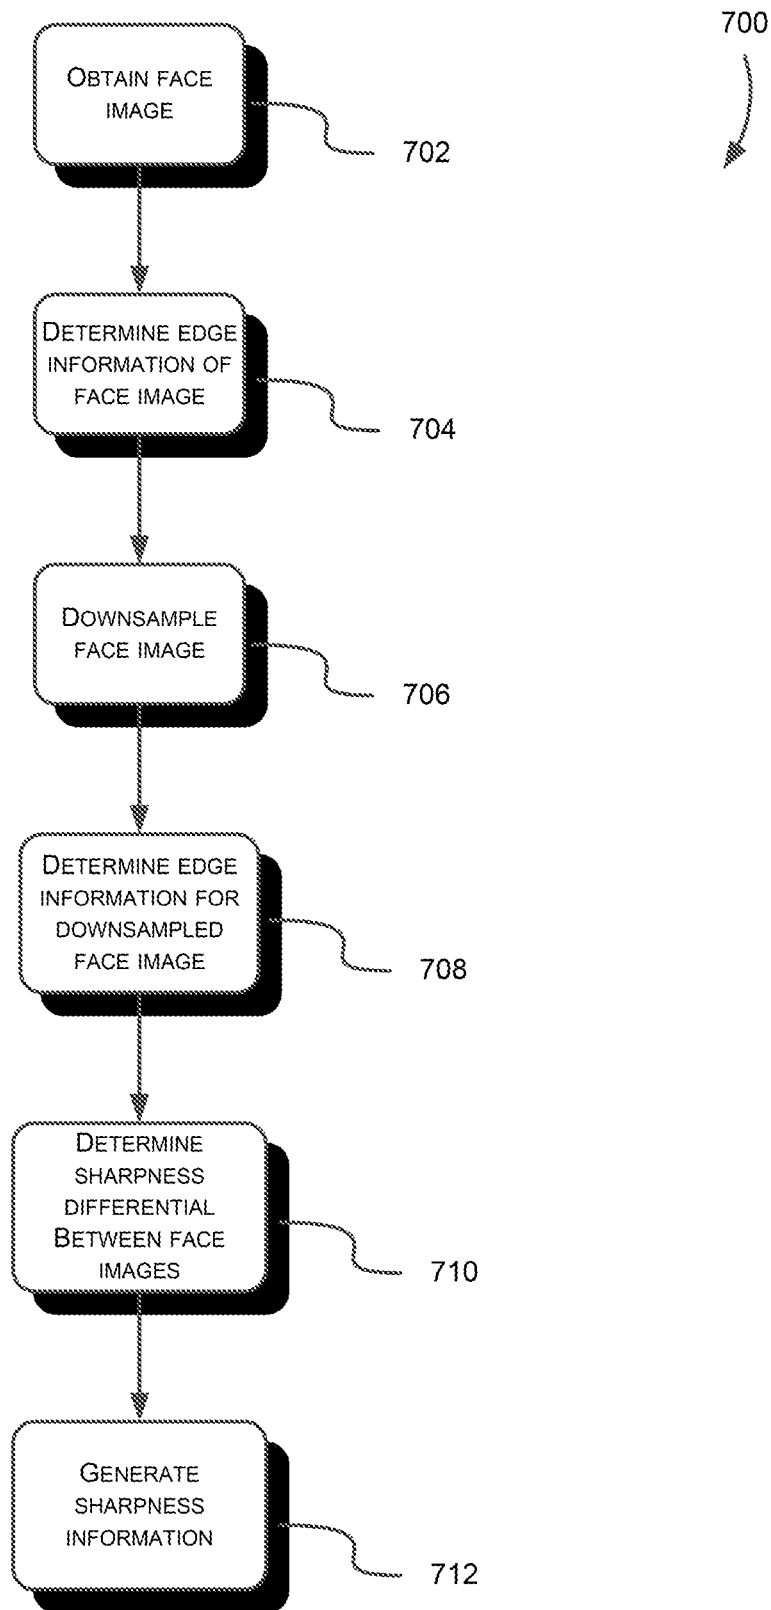 700
OBTAIN FACE
IMAGE
702
DETERMINE EDGE
INFORMATION OF
FACE IMAGE
704
DOWNSAMPLE
FACE IMAGE
706
DETERMINE EDGE
INFORMATION FOR
DOWNSAMPLED
FACE IMAGE
708
DETERMINE
SHARPNESS
DIFFERENTIAL
BETWEEN FACE
IMAGES
710
GENERATE
SHARPNESS
INFORMATION
712